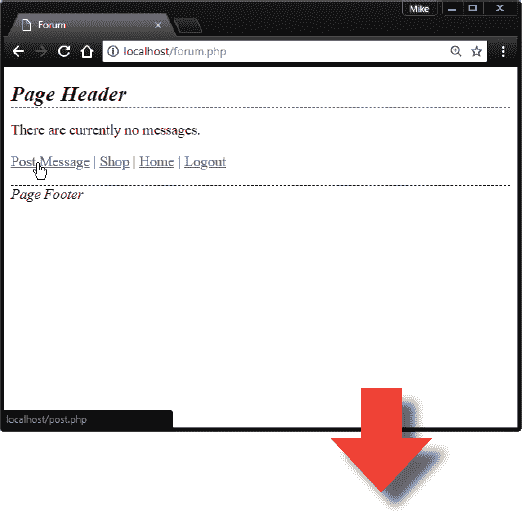 Mike
Forum
localhost/forum.php
Page Header
There are currently no messages.
Post Message | Shop | Home | Logout
Page Footer
localhost/post.php